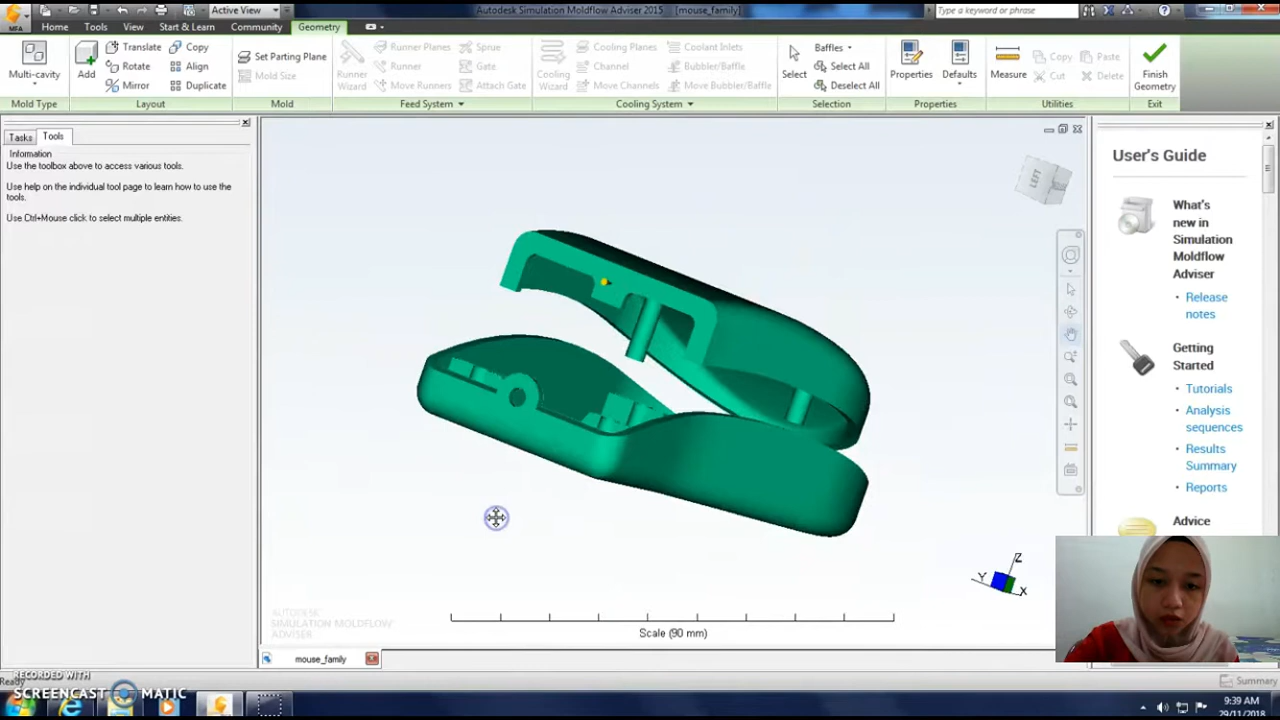 Active View
Autodesk Simulation Moldflow Adviser 2015 [mouse_family]
Type a keyword or phrase
MFA
Home Tools View Start & Learn Community Geometry
Multi-cavity
Mold Type
Add
Translate Copy
Rotate Align
Mirror Duplicate
Layout
Set Parting Plane
Mold Size
Mold
Runner Wizard
Runner Planes Sprue
Runner Gate
Move Runners Attach Gate
Feed System
Cooling Wizard
Cooling Planes Coolant Inlets
Channel Bubbler/Baffle
Move Channels Move Bubbler/Baffle
Cooling System
Select
Baffles
Select All
Deselect All
Selection
Properties Defaults
Properties
Measure
Copy Paste
Cut Delete
Utilities
Finish Geometry
Exit
Tasks Tools
Information
Use the toolbox above to access various tools.
Use help on the individual tool page to learn how to use the
tools.
Use Ctrl+Mouse click to select multiple entities.
LEFT
User's Guide
What's
new in
Simulation
Moldflow
Adviser
• Release
notes
Getting
Started
• Tutorials
• Analysis
sequences
• Results
Summary
• Reports
Advice
Z
Y
X
AUTODESK
SIMULATION MOLDFLOW
ADVISER
Scale (90 mm)
mouse_family
Ready
RECORDED WITH
SCREENCAST MATIC
Summary
9:39 AM
29/11/2018